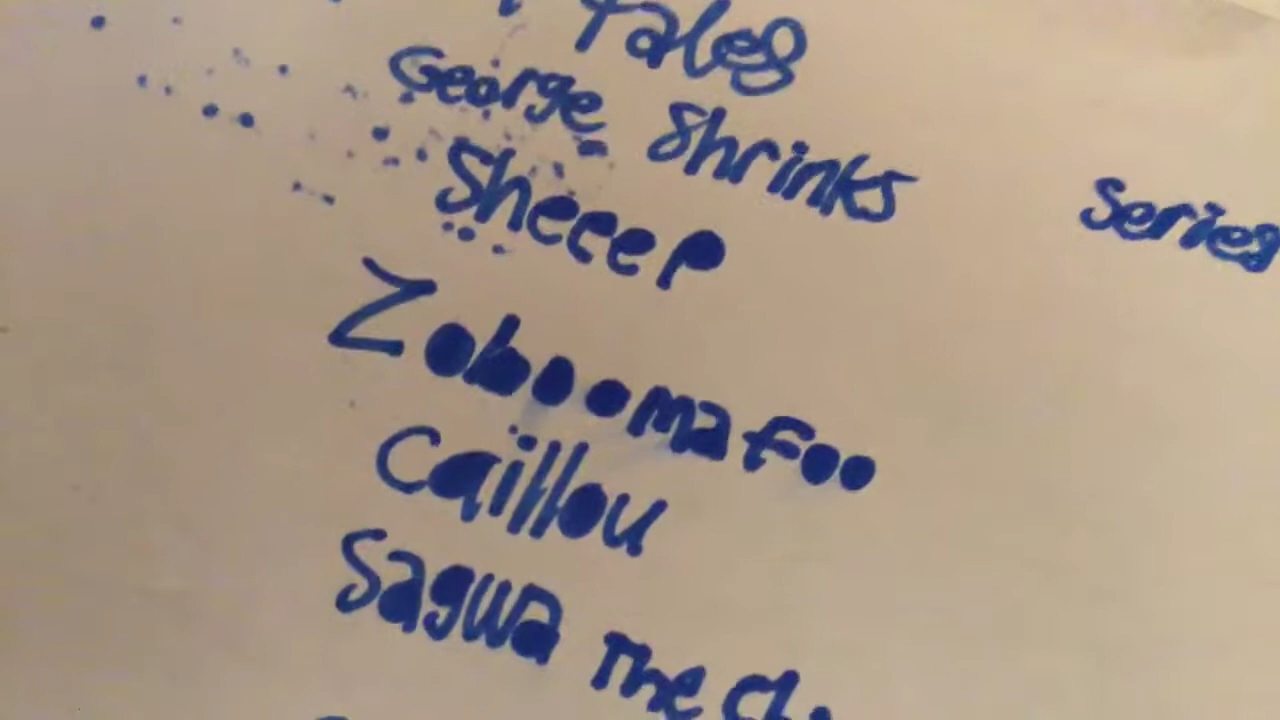 Tales
George Shrinks Series
Sheeep
Zoboomafoo
Caillou
Sagwa The